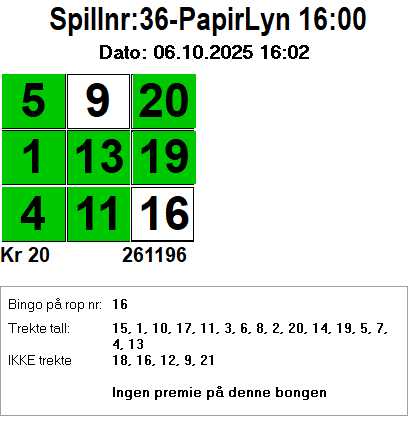 Spillnr:36-PapirLyn 16:00
Dato: 06.10.2025 16:02
5 9 20
1 13 19
4 11 16
Kr 20 261196
Bingo på rop nr: 16
Trekte tall: 15, 1, 10, 17, 11, 3, 6, 8, 2, 20, 14, 19, 5, 7,
4, 13
IKKE trekte 18, 16, 12, 9, 21
Ingen premie på denne bongen